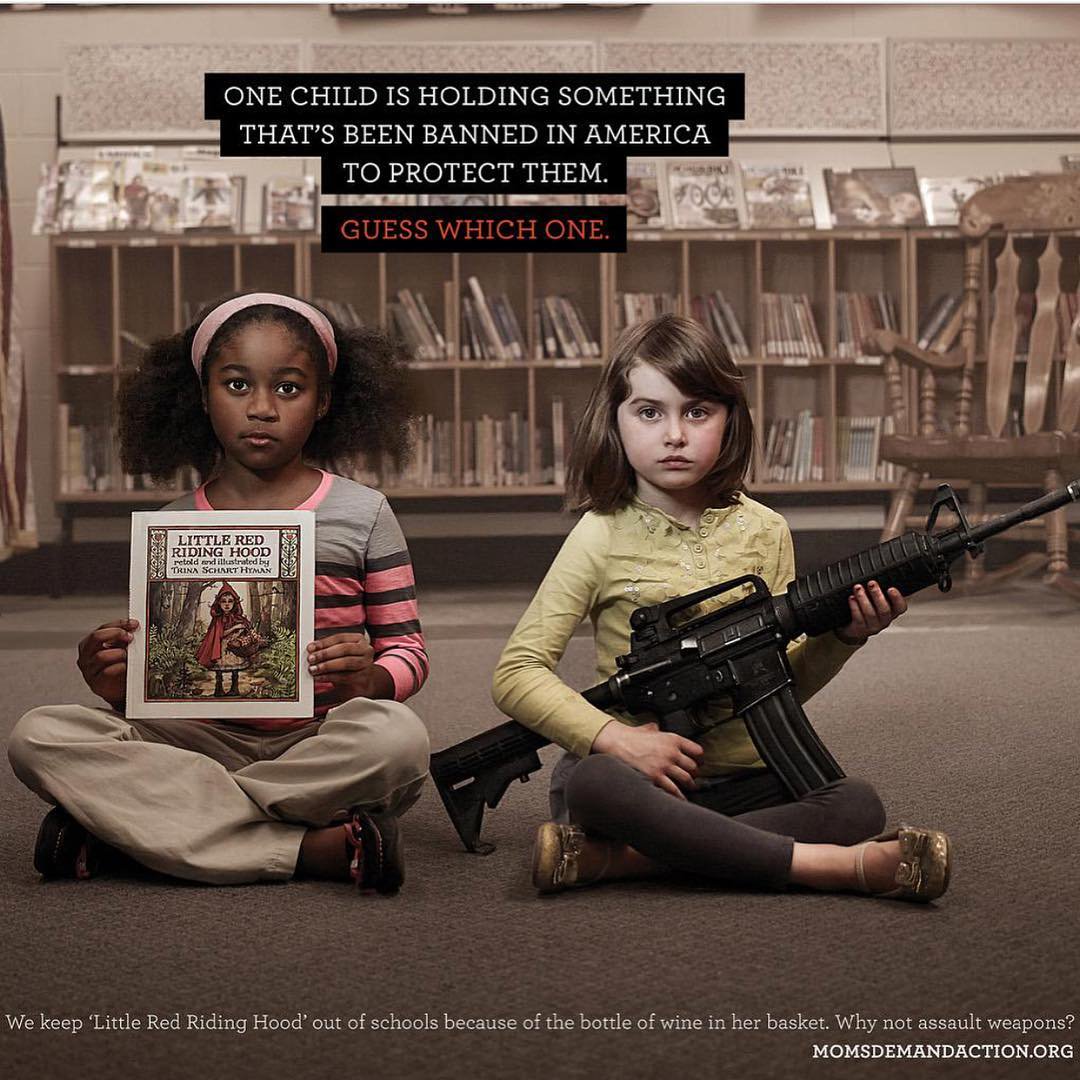 ONE CHILD IS HOLDING SOMETHING
THAT'S BEEN BANNED IN AMERICA
TO PROTECT THEM.
GUESS WHICH ONE.
LITTLE RED
RIDING HOOD
retold and illustrated by
TRINA SCHART HYMAN
We keep ‘Little Red Riding Hood’ out of schools because of the bottle of wine in her basket. Why not assault weapons?
MOMSDEMANDACTION.ORG